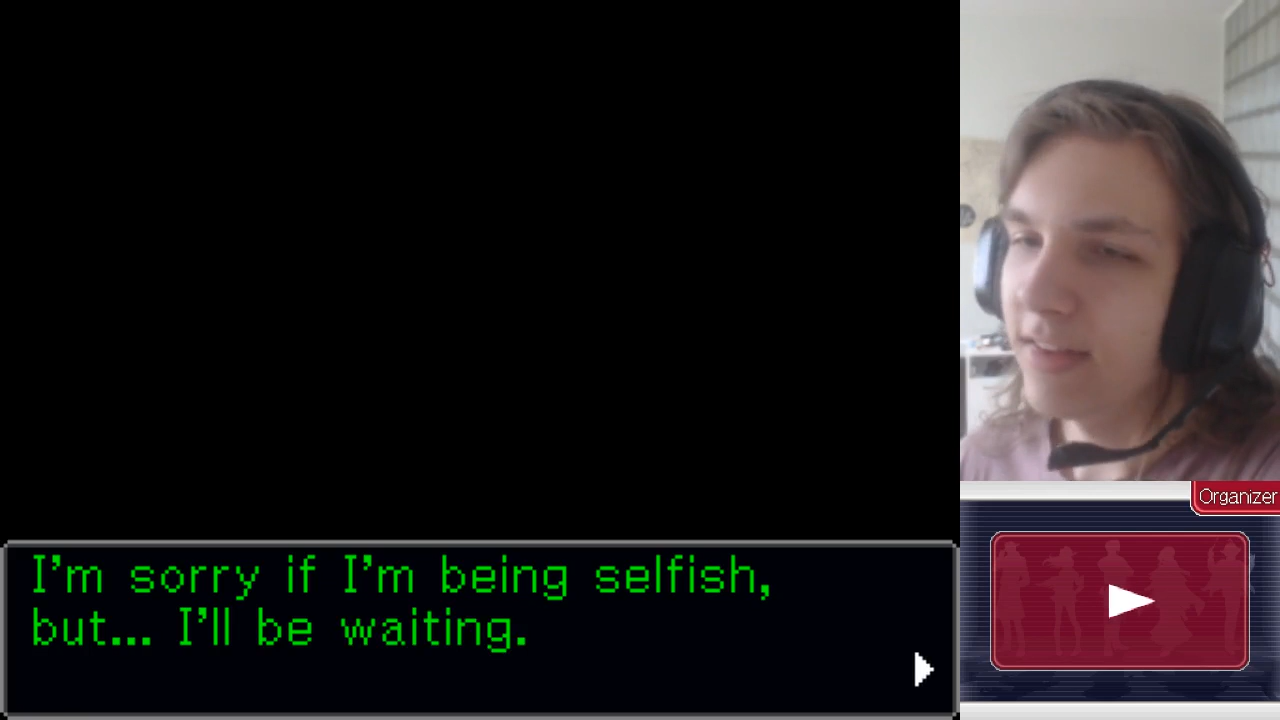 I'm sorry if I'm being selfish,
but... I'll be waiting.
Organizer